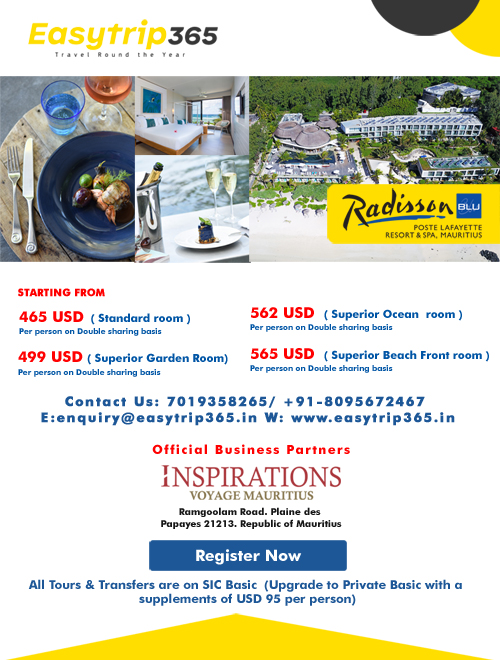 Easytrip365
Travel Round the Year
Radisson BLU
POSTE LAFAYETTE
RESORT & SPA, MAURITIUS
STARTING FROM
465 USD ( Standard room )
Per person on Double sharing basis
562 USD ( Superior Ocean room )
Per person on Double sharing basis
499 USD ( Superior Garden Room)
Per person on Double sharing basis
565 USD ( Superior Beach Front room )
Per person on Double sharing basis
Contact Us: 7019358265/ +91-8095672467
E:enquiry@easytrip365.in W: www.easytrip365.in
Official Business Partners
INSPIRATIONS
VOYAGE MAURITIUS
Ramgoolam Road. Plaine des
Papayes 21213. Republic of Mauritius
Register Now
All Tours & Transfers are on SIC Basic (Upgrade to Private Basic with a
supplements of USD 95 per person)